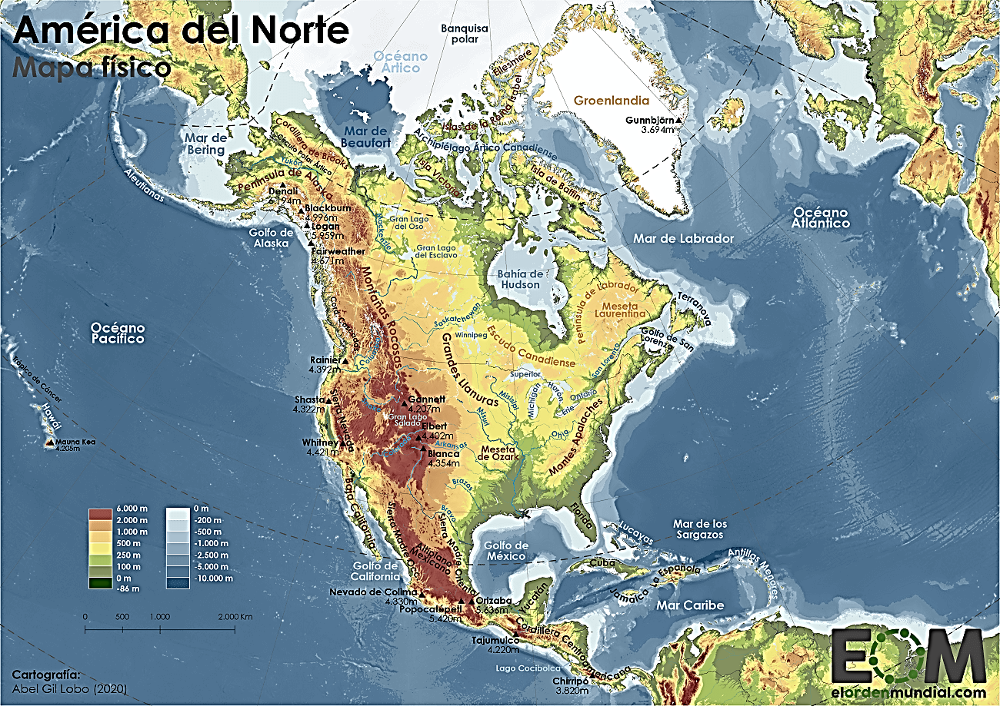 América del Norte
Mapa físico
Banquisa
polar
Océano
Ártico
Ellesmere
Islas de la Reina Isabel
Groenlandia
Gunnbjörn
3.694m
Mar de
Bering
Mar de
Beaufort
Cordillera de Brooks
Círculo Polar Ártico
Yukón
Península de Alaska
Archipiélago Ártico Canadiense
Isla Victoria
Isla de Baffin
Aleutianas
Denali
6.194m
Blackburn
4.996m
Logan
5.959m
Fairweather
4.671m
Golfo de
Alaska
Mackenzie
Gran Lago
del Oso
Gran Lago
del Esclavo
Océano
Atlántico
Mar de Labrador
Bahía de
Hudson
Península de Labrador
Meseta
Laurentina
Terranova
Golfo de San
Lorenzo
Océano
Pacífico
Montañas Rocosas
Cord. Cascadas
Columbia
Saskatchewan
Winnipeg
Escudo Canadiense
Grandes Llanuras
San Lorenzo
Superior
Michigan
Hurón
Ontario
Erie
Rainier
4.392m
Trópico de Cáncer
Hawái
Mauna Kea
4.205m
Shasta
4.322m
Sierra Nevada
Gannett
4.207m
Gran Lago
Salado
Misisipi
Misuri
Elbert
4.402m
Whitney
4.421m
Colorado
Arkansas
Blanca
4.354m
Meseta
de Ozark
Ohio
Montes Apalaches
Brazos
Bravo
Baja California
Sierra Madre Occ.
Sierra Madre Oriental
Altiplano
Mexicano
Florida
Golfo de
México
Lucayas
Mar de los
Sargazos
Golfo de
California
Cuba
La Española
Jamaica
Antillas Menores
Mar Caribe
Nevado de Colima
4.330m
Popocatépetl
5.420m
Orizaba
5.636m
Yucatán
Cordillera Centroamericana
Tajumulco
4.220m
Lago Cocibolca
Chirripó
3.820m
6.000 m
2.000 m
1.000 m
500 m
250 m
100 m
0 m
-86 m
0 m
-200 m
-500 m
-1.000 m
-2.500 m
-5.000 m
-10.000 m
0 500 1.000 2.000 Km
Cartografía:
Abel Gil Lobo (2020)
EOM
elordenmundial.com